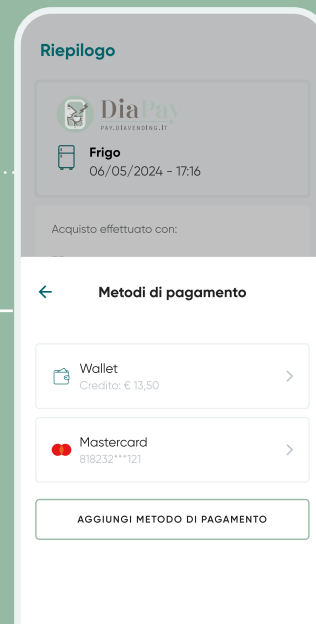 Riepilogo
DiaPay
PAY.DIAVENDING.IT
Frigo
06/05/2024 - 17:16
Acquisto effettuato con:
Metodi di pagamento
Wallet
Credito: € 13,50
Mastercard
818232***121
AGGIUNGI METODO DI PAGAMENTO